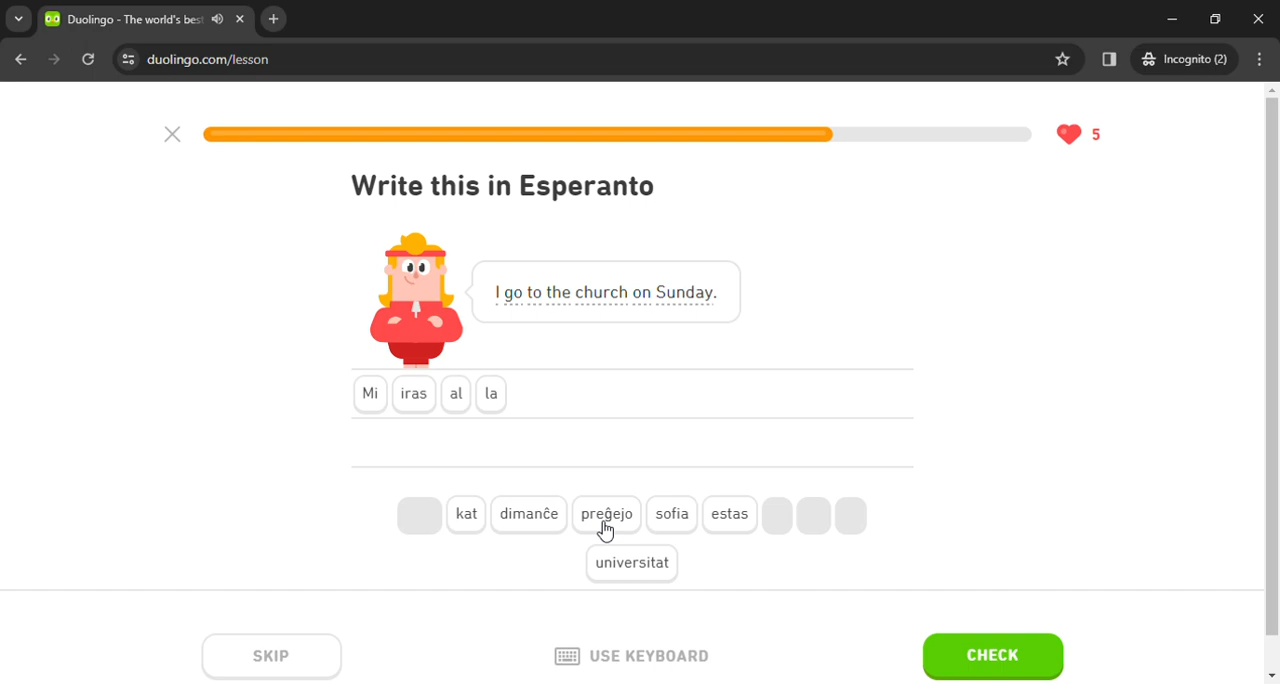 Duolingo - The world's bes
duolingo.com/lesson
Incognito (2)
5
Write this in Esperanto
I go to the church on Sunday.
Mi iras al la
kat dimanĉe preĝejo sofia estas
universitat
SKIP USE KEYBOARD CHECK